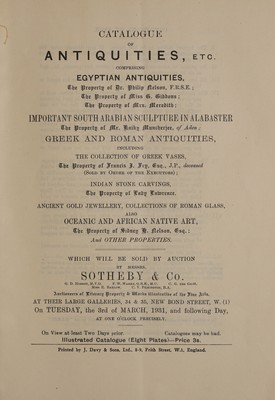 CATALOGUE
OF
ANTIQUITIES, ETC.
COMPRISING
EGYPTIAN ANTIQUITIES,
The Property of Dr. Philip Nelson, F.R.S.E.;
The Property of Miss G. Gibbons;
The Property of Mrs. Meredith;
IMPORTANT SOUTH ARABIAN SCULPTURE IN ALABASTER
The Property of Mr. Kaiky Muncherjee, of Aden;
GREEK AND ROMAN ANTIQUITIES,
INCLUDING
THE COLLECTION OF GREEK VASES,
The Property of Francis J. Fry, Esq., J.P., deceased
(SOLD BY ORDER OF THE EXECUTORS);
INDIAN STONE CARVINGS,
The Property of Lady Lawrence.
ANCIENT GOLD JEWELLERY, COLLECTIONS OF ROMAN GLASS,
ALSO
OCEANIC AND AFRICAN NATIVE ART,
The Property of Sidney H. Nelson, Esq.:
And OTHER PROPERTIES.
WHICH WILL BE SOLD BY AUCTION
BY MESSRS.
SOTHEBY & Co.
Auctioneers of Literary Property & Works illustrative of the Fine Arts,
AT THEIR LARGE GALLERIES, 34 & 35, NEW BOND STREET, W.(1)
On TUESDAY, the 3rd of MARCH, 1931, and following Day,
AT ONE O'CLOCK PRECISELY.
On View at least Two Days prior. Catalogues may be had.
Illustrated Catalogue (Eight Plates)—Price 3s.
Printed by J. Davy & Sons, Ltd., 8-9, Frith Street, W.1, England.